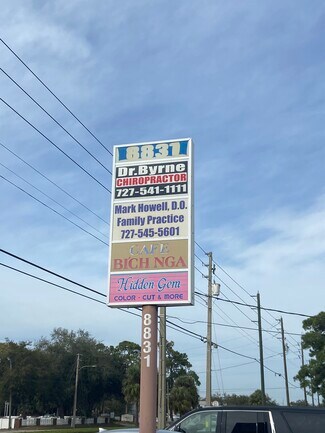 8831
Dr.Byrne
CHIROPRACTOR
727-541-1111
Mark Howell, D.O.
Family Practice
727-545-5601
CAFE
BICH NGA
Hidden Gem
COLOR - CUT & MORE
8831